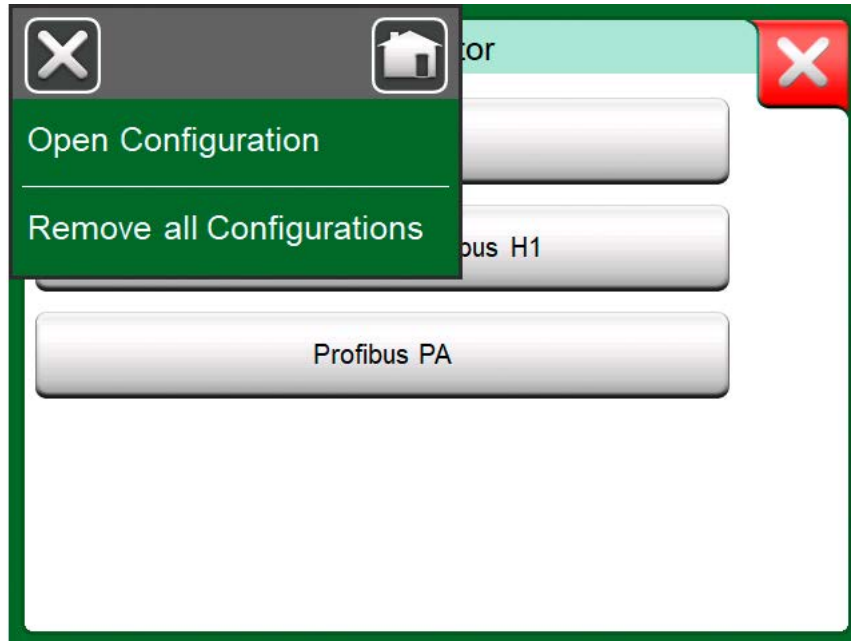 tor
Open Configuration
Remove all Configurations
bus H1
Profibus PA